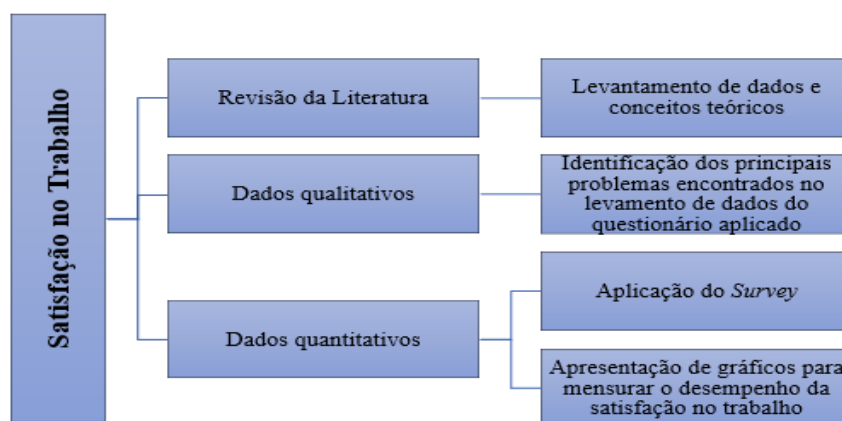 Satisfação no Trabalho
Revisão da Literatura
Levantamento de dados e
conceitos teóricos
Dados qualitativos
Identificação dos principais
problemas encontrados no
levamento de dados do
questionário aplicado
Dados quantitativos
Aplicação do Survey
Apresentação de gráficos para
mensurar o desempenho da
satisfação no trabalho